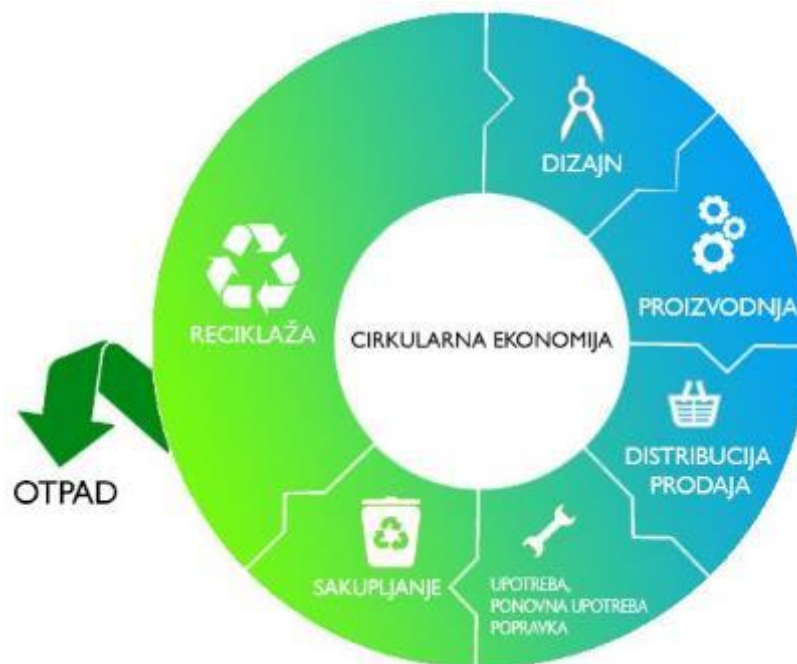 DIZAJN
PROIZVODNJA
DISTRIBUCIJA
PRODAJA
UPOTREBA,
PONOVNA UPOTREBA
POPRAVKA
SAKUPLJANJE
RECIKLAŽA
CIRKULARNA EKONOMIJA
OTPAD